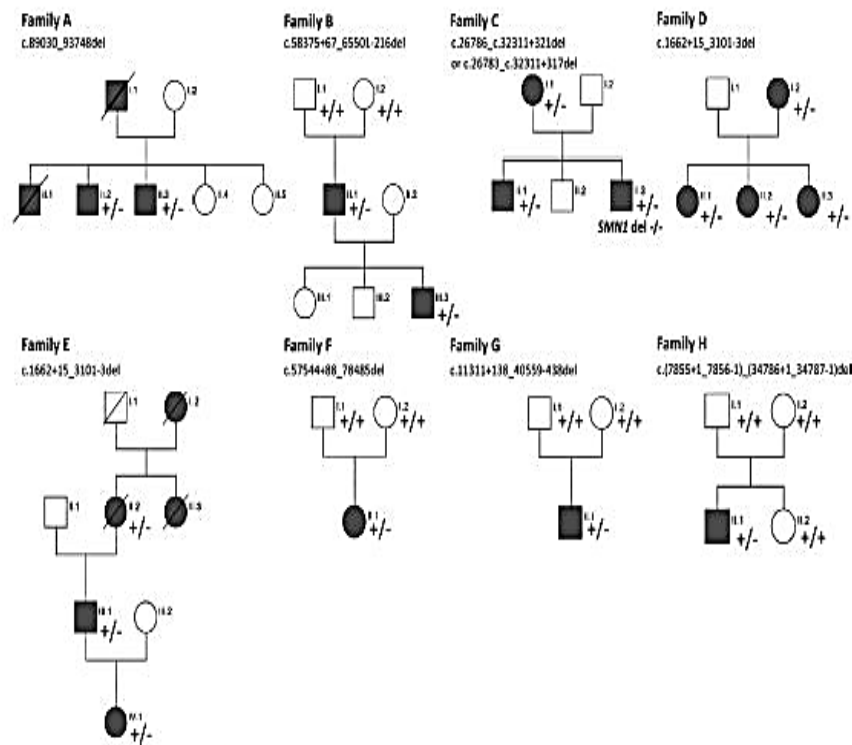 Family A
c.89030_93748del
I.1
I.2
II.1
II.2
+/-
II.3
+/-
II.4
II.5
Family B
c.58375+67_65501-216del
I.1
+/+
I.2
+/+
II.1
+/-
II.2
III.1
III.2
III.3
+/-
Family C
c.26786_c.32311+321del
or c.26783_c.32311+317del
I.1
+/-
I.2
II.1
+/-
II.2
II.3
+/-
SMN1 del -/-
Family D
c.1662+15_3101-3del
I.1
I.2
+/-
II.1
+/-
II.2
+/-
II.3
+/-
Family E
c.1662+15_3101-3del
I.1
I.2
II.1
II.2
+/-
II.3
III.1
+/-
III.2
IV.1
+/-
Family F
c.57544+88_78485del
I.1
+/+
I.2
+/+
II.1
+/-
Family G
c.11311+138_40559-438del
I.1
+/+
I.2
+/+
II.1
+/-
Family H
c.(7855+1_7856-1)_(34786+1_34787-1)del
I.1
+/+
I.2
+/+
II.1
+/-
II.2
+/+